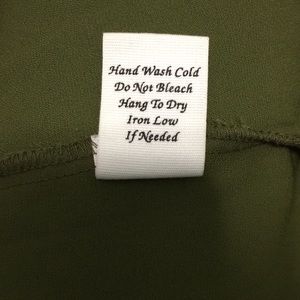 Hand Wash Cold
Do Not Bleach
Hang To Dry
Iron Low
If Needed